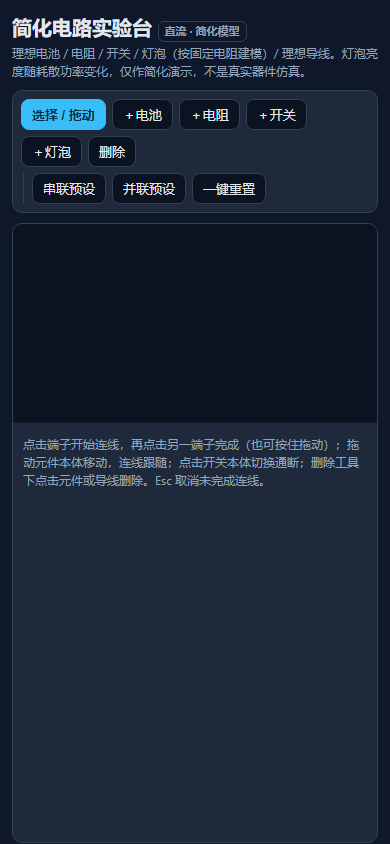 简化电路实验台 直流 · 简化模型
理想电池 / 电阻 / 开关 / 灯泡（按固定电阻建模）/ 理想导线。灯泡亮
度随耗散功率变化，仅作简化演示，不是真实器件仿真。
选择 / 拖动 ＋电池 ＋电阻 ＋开关
＋灯泡 删除
串联预设 并联预设 一键重置
点击端子开始连线，再点击另一端子完成（也可按住拖动）；拖
动元件本体移动，连线跟随；点击开关本体切换通断；删除工具
下点击元件或导线删除。Esc 取消未完成连线。